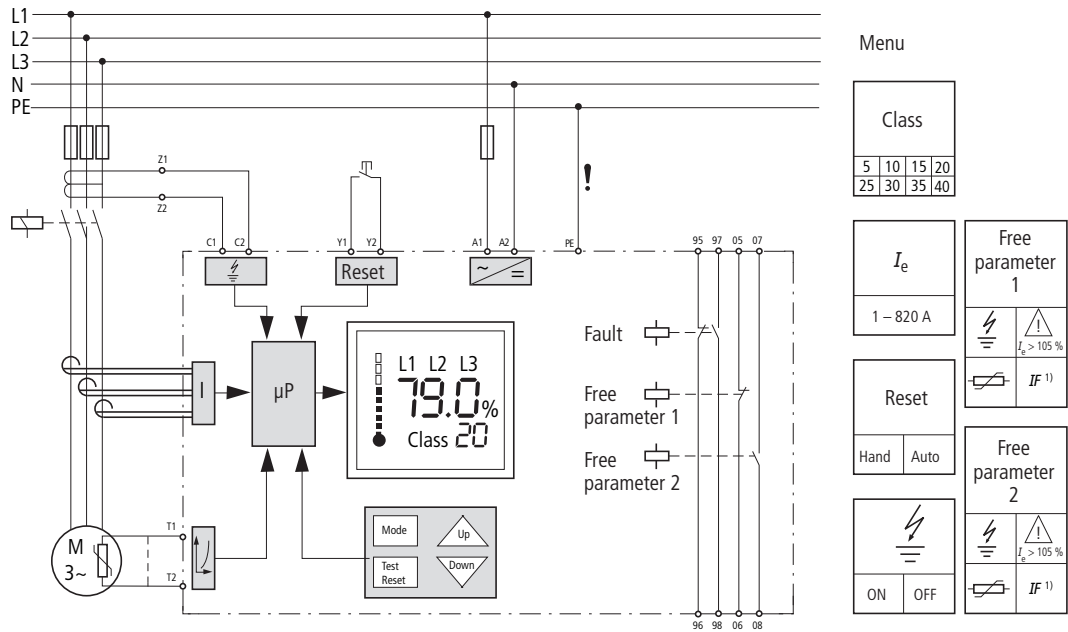 L1
L2
L3
N
PE
Z1
Z2
C1 C2
Y1 Y2
A1 A2
PE
95 97 05 07
!
Reset
~ =
Fault
Free
parameter 1
Free
parameter 2
I
µP
L1 L2 L3
79.0%
Class 20
T1
T2
M
3~
Mode
Up
Test
Reset
Down
96 98 06 08
Menu
Class
5 10 15 20
25 30 35 40
Ie
1 – 820 A
Reset
Hand Auto
ON OFF
Free
parameter
1
!
Ie > 105 %
IF 1)
Free
parameter
2
!
Ie > 105 %
IF 1)